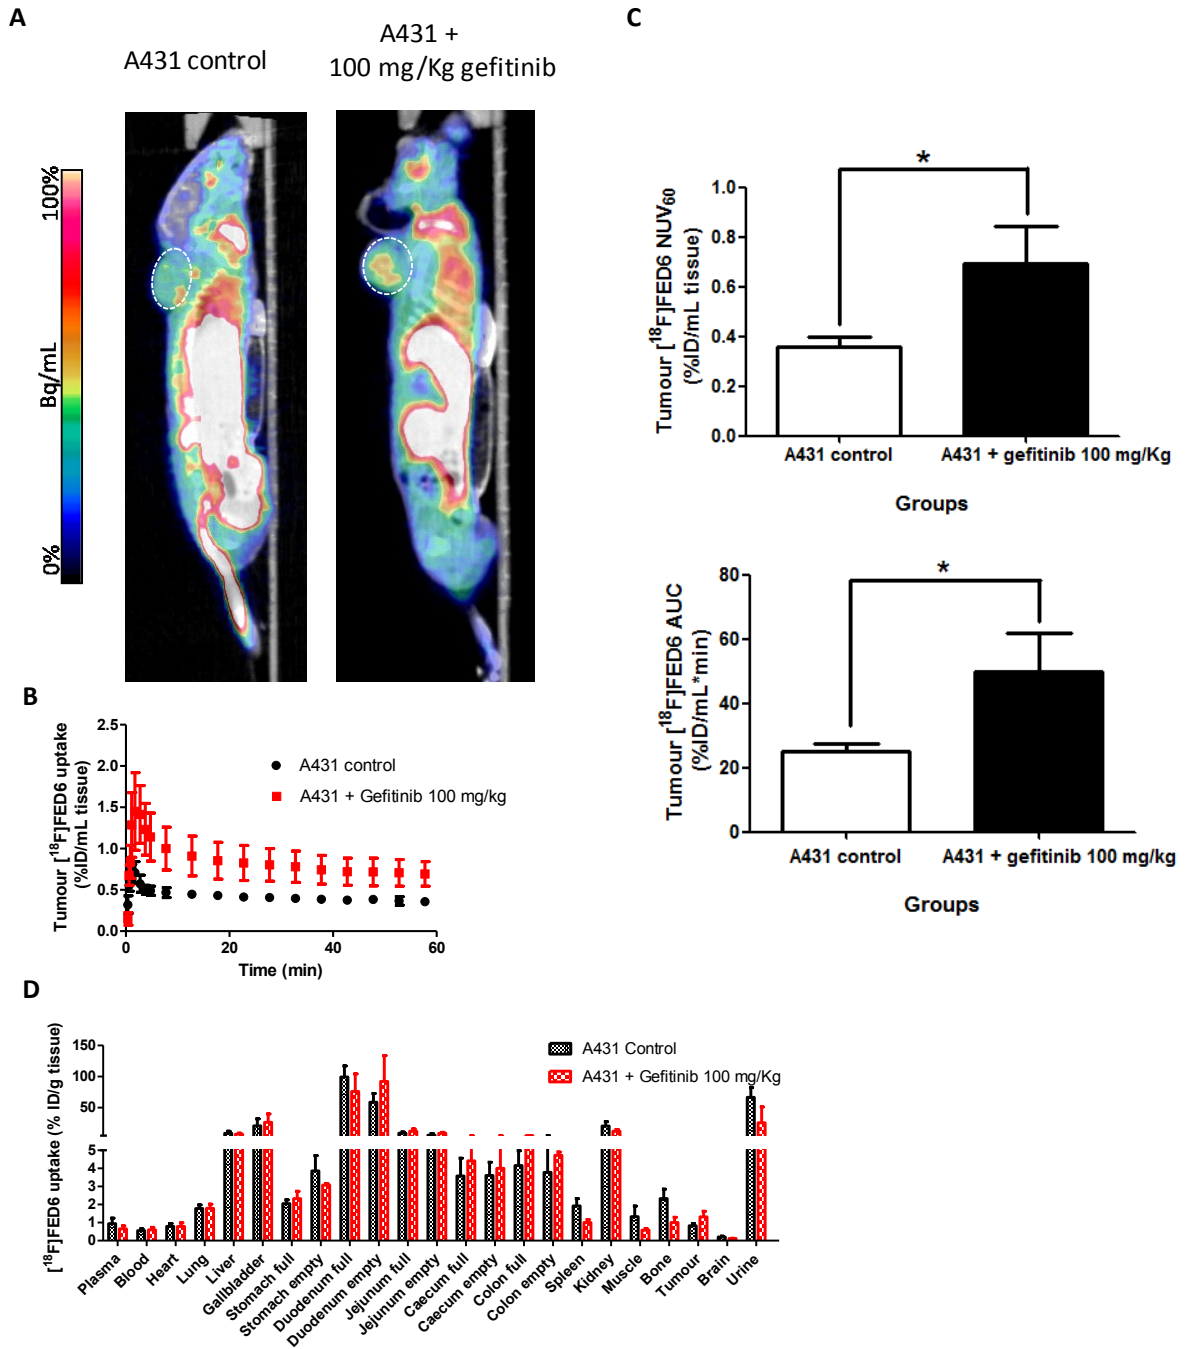 A
A431 control
A431 +
100 mg/Kg gefitinib
100%
Bq/mL
0%
B
Tumour [¹⁸F]FED6 uptake
(%ID/mL tissue)
2.5
2.0
1.5
1.0
0.5
0.0
A431 control
A431 + Gefitinib 100 mg/kg
0
20
40
60
Time (min)
C
Tumour [¹⁸F]FED6 NUV₆₀
(%ID/mL tissue)
1.0
0.8
0.6
0.4
0.2
0.0
*
A431 control
A431 + gefitinib 100 mg/Kg
Groups
Tumour [¹⁸F]FED6 AUC
(%ID/mL*min)
80
60
40
20
0
*
A431 control
A431 + gefitinib 100 mg/kg
Groups
D
[¹⁸F]FED6 uptake (% ID/g tissue)
150
100
50
5
4
3
2
1
0
A431 Control
A431 + Gefitinib 100 mg/Kg
Plasma
Blood
Heart
Lung
Liver
Gallbladder
Stomach full
Stomach empty
Duodenum full
Duodenum empty
Jejunum full
Jejunum empty
Caecum full
Caecum empty
Colon full
Colon empty
Spleen
Kidney
Muscle
Bone
Tumour
Brain
Urine